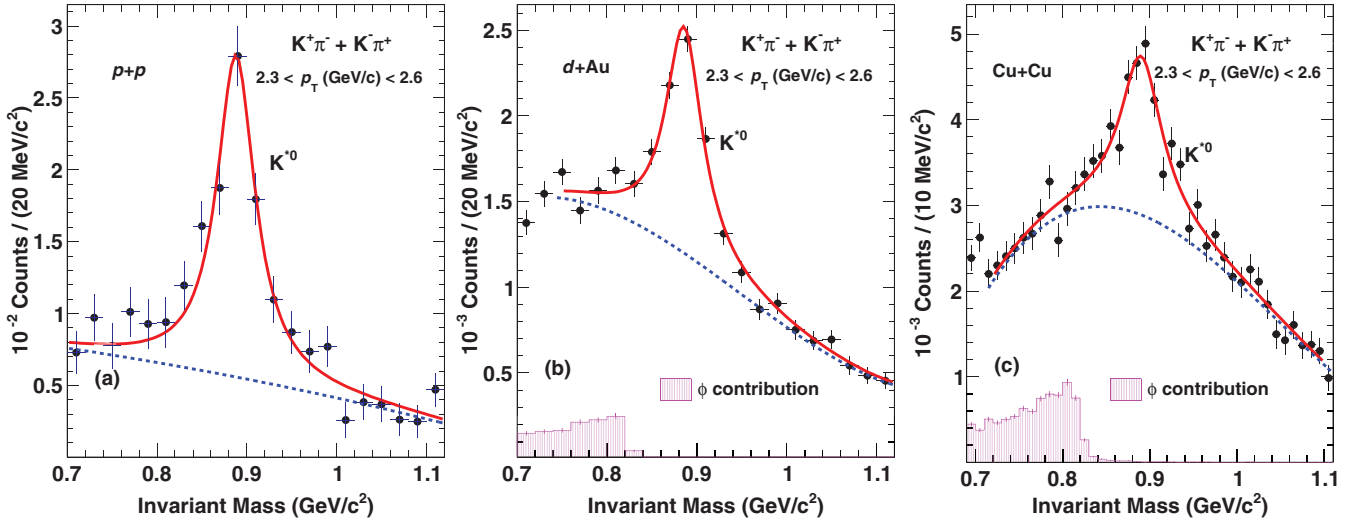 10⁻² Counts / (20 MeV/c²)
3
2.5
2
1.5
1
0.5
p+p
K⁺π⁻ + K⁻π⁺
2.3 < p_T (GeV/c) < 2.6
K*⁰
(a)
0.7 0.8 0.9 1 1.1
Invariant Mass (GeV/c²)
10⁻³ Counts / (20 MeV/c²)
2.5
2
1.5
1
0.5
d+Au
K⁺π⁻ + K⁻π⁺
2.3 < p_T (GeV/c) < 2.6
K*⁰
(b)
ϕ contribution
0.7 0.8 0.9 1 1.1
Invariant Mass (GeV/c²)
10⁻³ Counts / (10 MeV/c²)
5
4
3
2
1
Cu+Cu
K⁺π⁻ + K⁻π⁺
2.3 < p_T (GeV/c) < 2.6
K*⁰
(c)
ϕ contribution
0.7 0.8 0.9 1 1.1
Invariant Mass (GeV/c²)